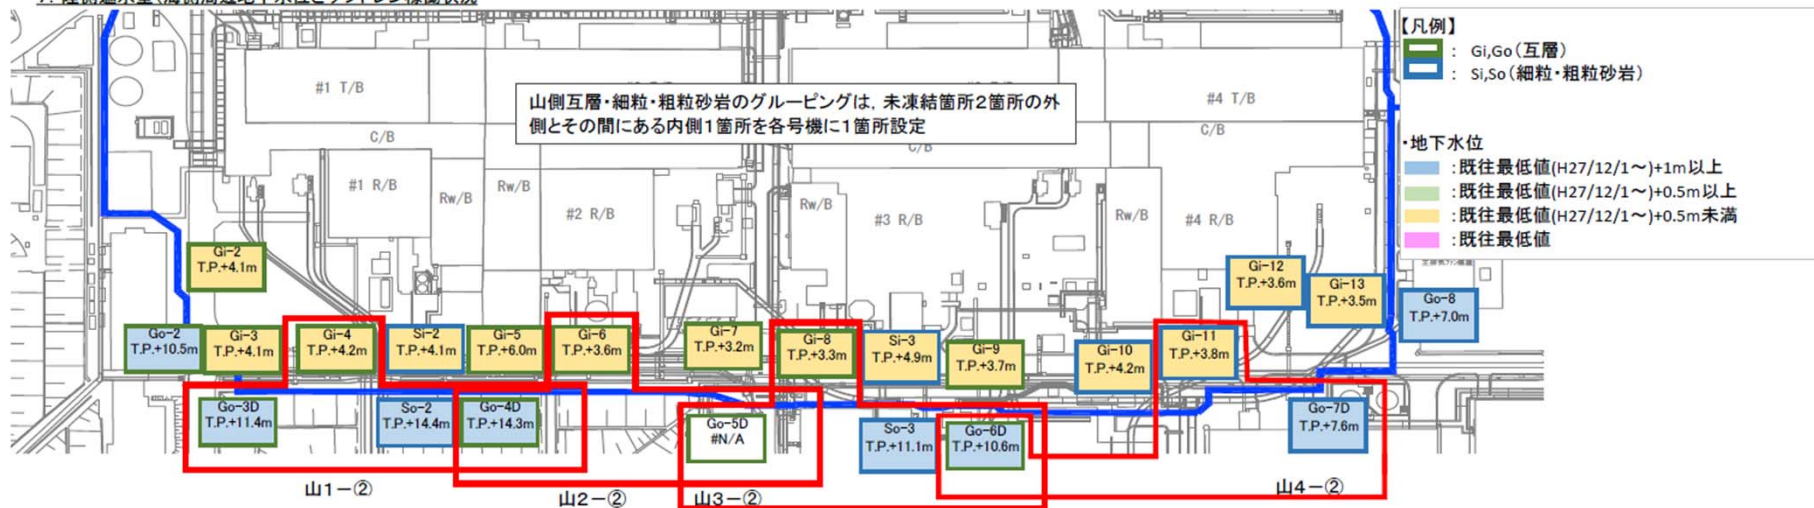 【凡例】
: Gi,Go(互層)
: Si,So(細粒・粗粒砂岩)
・地下水位
:既往最低値(H27/12/1～)+1m以上
:既往最低値(H27/12/1～)+0.5m以上
:既往最低値(H27/12/1～)+0.5m未満
:既往最低値
山側互層・細粒・粗粒砂岩のグルーピングは, 未凍結箇所2箇所の外
側とその間にある内側1箇所を各号機に1箇所設定
#1 T/B
#4 T/B
C/B
C/B
C/B
#1 R/B
Rw/B
Rw/B
#2 R/B
Rw/B
#3 R/B
Rw/B
#4 R/B
Gi-2
T.P.+4.1m
Gi-12
T.P.+3.6m
Gi-13
T.P.+3.5m
Go-8
T.P.+7.0m
Go-2
T.P.+10.5m
Gi-3
T.P.+4.1m
Gi-4
T.P.+4.2m
Si-2
T.P.+4.1m
Gi-5
T.P.+6.0m
Gi-6
T.P.+3.6m
Gi-7
T.P.+3.2m
Gi-8
T.P.+3.3m
Si-3
T.P.+4.9m
Gi-9
T.P.+3.7m
Gi-10
T.P.+4.2m
Gi-11
T.P.+3.8m
Go-3D
T.P.+11.4m
So-2
T.P.+14.4m
Go-4D
T.P.+14.3m
Go-5D
#N/A
So-3
T.P.+11.1m
Go-6D
T.P.+10.6m
Go-7D
T.P.+7.6m
山1-②
山2-②
山3-②
山4-②